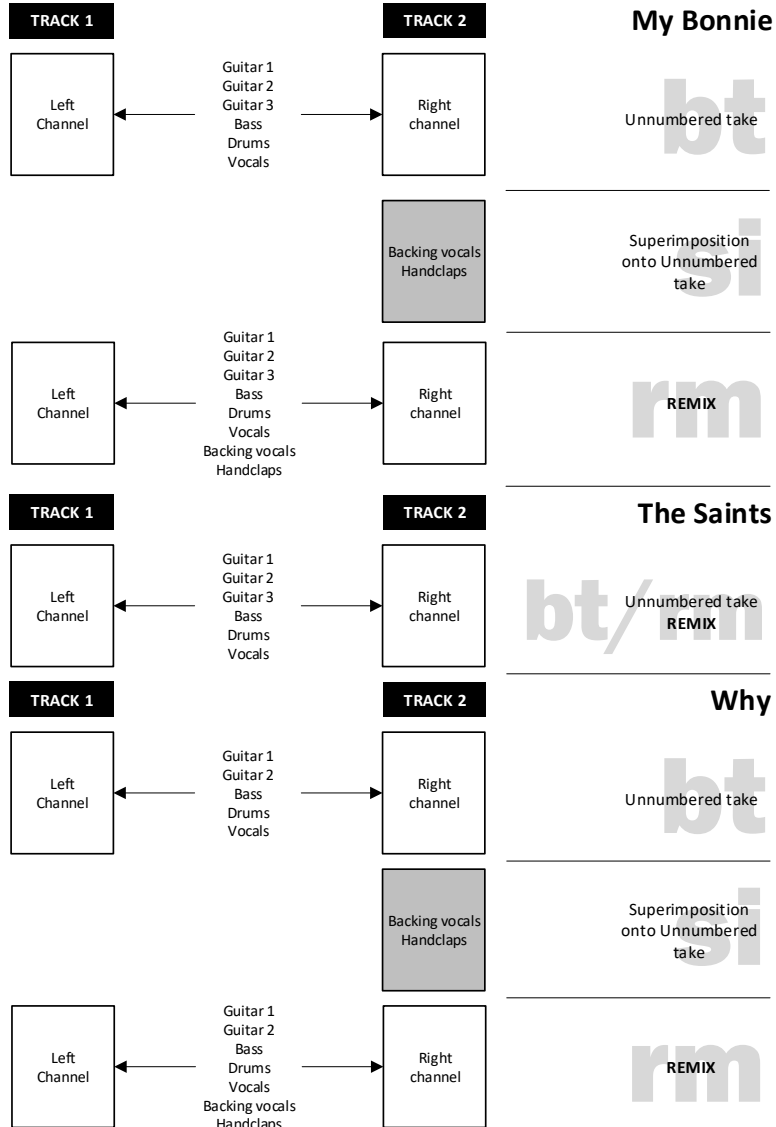 TRACK 1
TRACK 2
My Bonnie
Left
Channel
Guitar 1
Guitar 2
Guitar 3
Bass
Drums
Vocals
Right
channel
bt
Unnumbered take
Backing vocals
Handclaps
si
Superimposition
onto Unnumbered
take
Left
Channel
Guitar 1
Guitar 2
Guitar 3
Bass
Drums
Vocals
Backing vocals
Handclaps
Right
channel
rm
REMIX
TRACK 1
TRACK 2
The Saints
Left
Channel
Guitar 1
Guitar 2
Guitar 3
Bass
Drums
Vocals
Right
channel
bt/rm
Unnumbered take
REMIX
TRACK 1
TRACK 2
Why
Left
Channel
Guitar 1
Guitar 2
Bass
Drums
Vocals
Right
channel
bt
Unnumbered take
Backing vocals
Handclaps
si
Superimposition
onto Unnumbered
take
Left
Channel
Guitar 1
Guitar 2
Bass
Drums
Vocals
Backing vocals
Handclaps
Right
channel
rm
REMIX